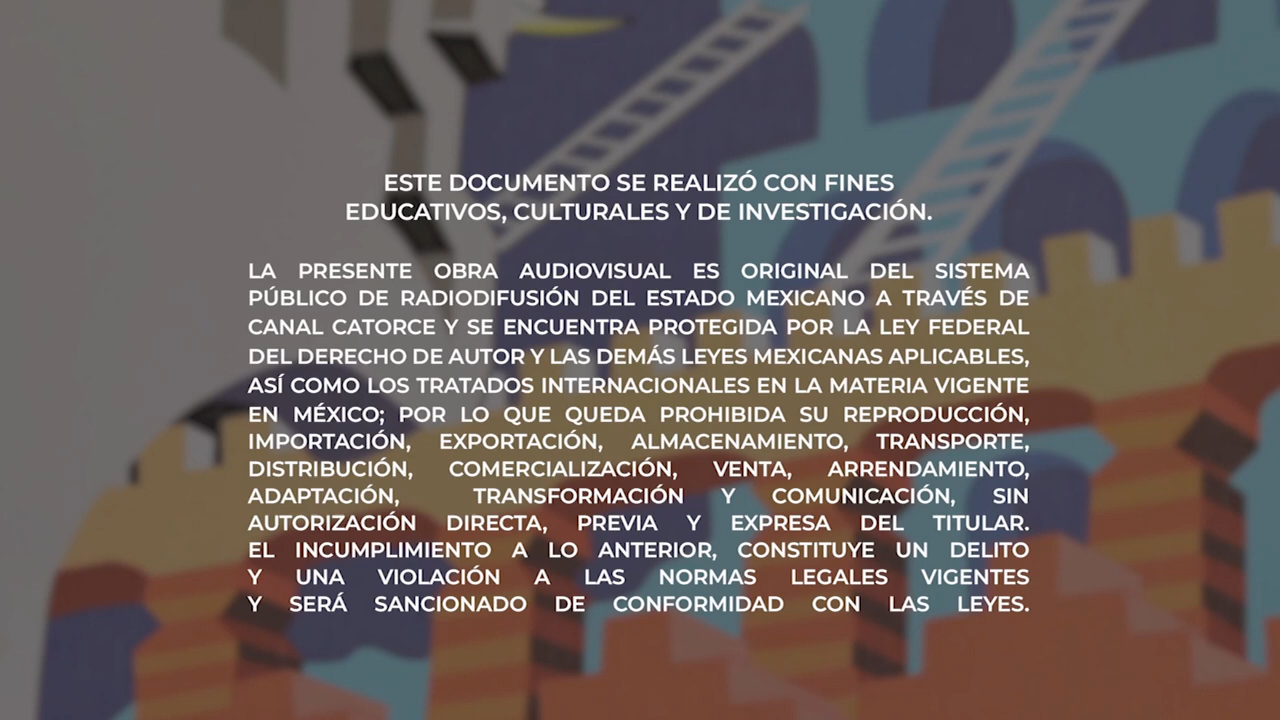 ESTE DOCUMENTO SE REALIZÓ CON FINES
EDUCATIVOS, CULTURALES Y DE INVESTIGACIÓN.
LA PRESENTE OBRA AUDIOVISUAL ES ORIGINAL DEL SISTEMA
PÚBLICO DE RADIODIFUSIÓN DEL ESTADO MEXICANO A TRAVÉS DE
CANAL CATORCE Y SE ENCUENTRA PROTEGIDA POR LA LEY FEDERAL
DEL DERECHO DE AUTOR Y LAS DEMÁS LEYES MEXICANAS APLICABLES,
ASÍ COMO LOS TRATADOS INTERNACIONALES EN LA MATERIA VIGENTE
EN MÉXICO; POR LO QUE QUEDA PROHIBIDA SU REPRODUCCIÓN,
IMPORTACIÓN, EXPORTACIÓN, ALMACENAMIENTO, TRANSPORTE,
DISTRIBUCIÓN, COMERCIALIZACIÓN, VENTA, ARRENDAMIENTO,
ADAPTACIÓN, TRANSFORMACIÓN Y COMUNICACIÓN, SIN
AUTORIZACIÓN DIRECTA, PREVIA Y EXPRESA DEL TITULAR.
EL INCUMPLIMIENTO A LO ANTERIOR, CONSTITUYE UN DELITO
Y UNA VIOLACIÓN A LAS NORMAS LEGALES VIGENTES
Y SERÁ SANCIONADO DE CONFORMIDAD CON LAS LEYES.